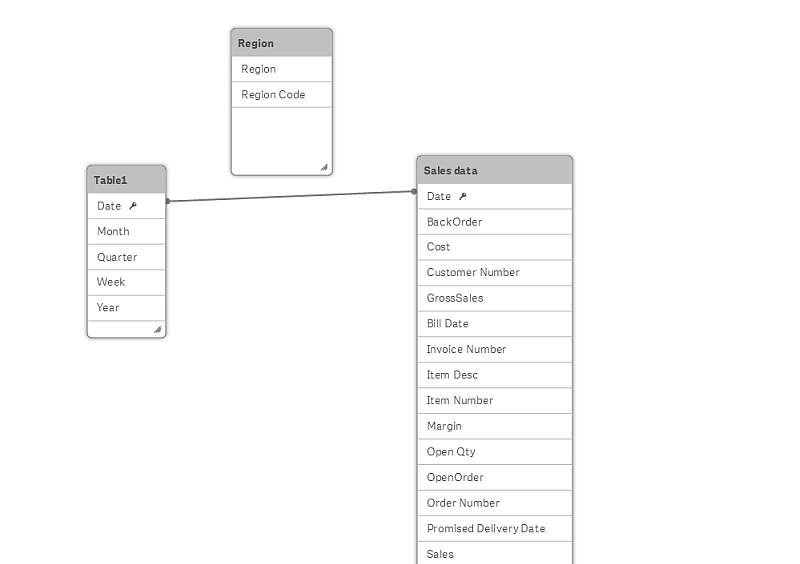 Region
Region
Region Code
Table1
Date
Month
Quarter
Week
Year
Sales data
Date
BackOrder
Cost
Customer Number
GrossSales
Bill Date
Invoice Number
Item Desc
Item Number
Margin
Open Qty
OpenOrder
Order Number
Promised Delivery Date
Sales